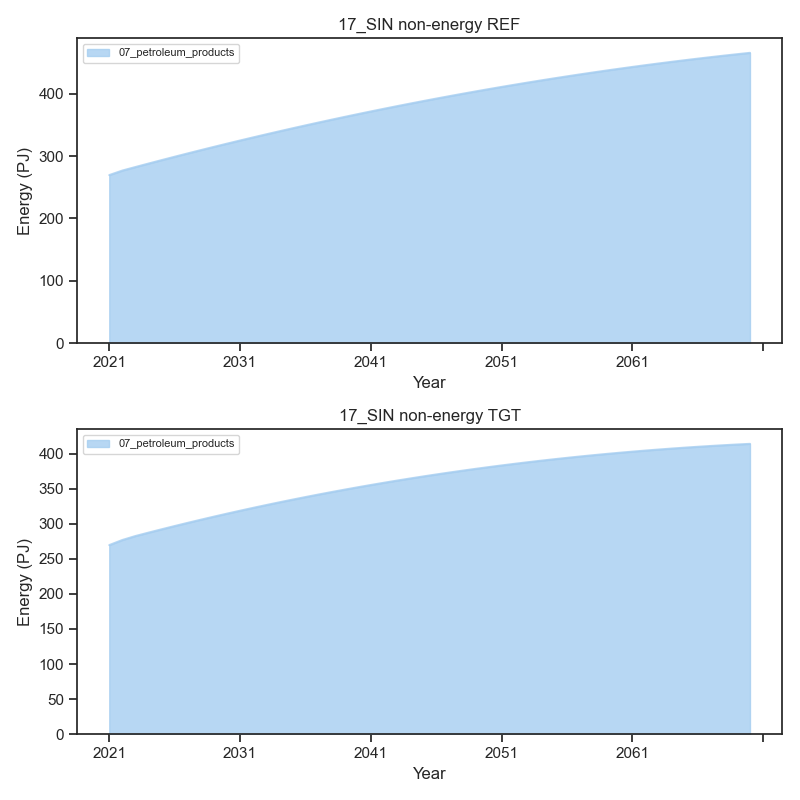 17_SIN non-energy REF
07_petroleum_products
Energy (PJ)
400
300
200
100
0
2021 2031 2041 2051 2061
Year
17_SIN non-energy TGT
07_petroleum_products
Energy (PJ)
400
350
300
250
200
150
100
50
0
2021 2031 2041 2051 2061
Year